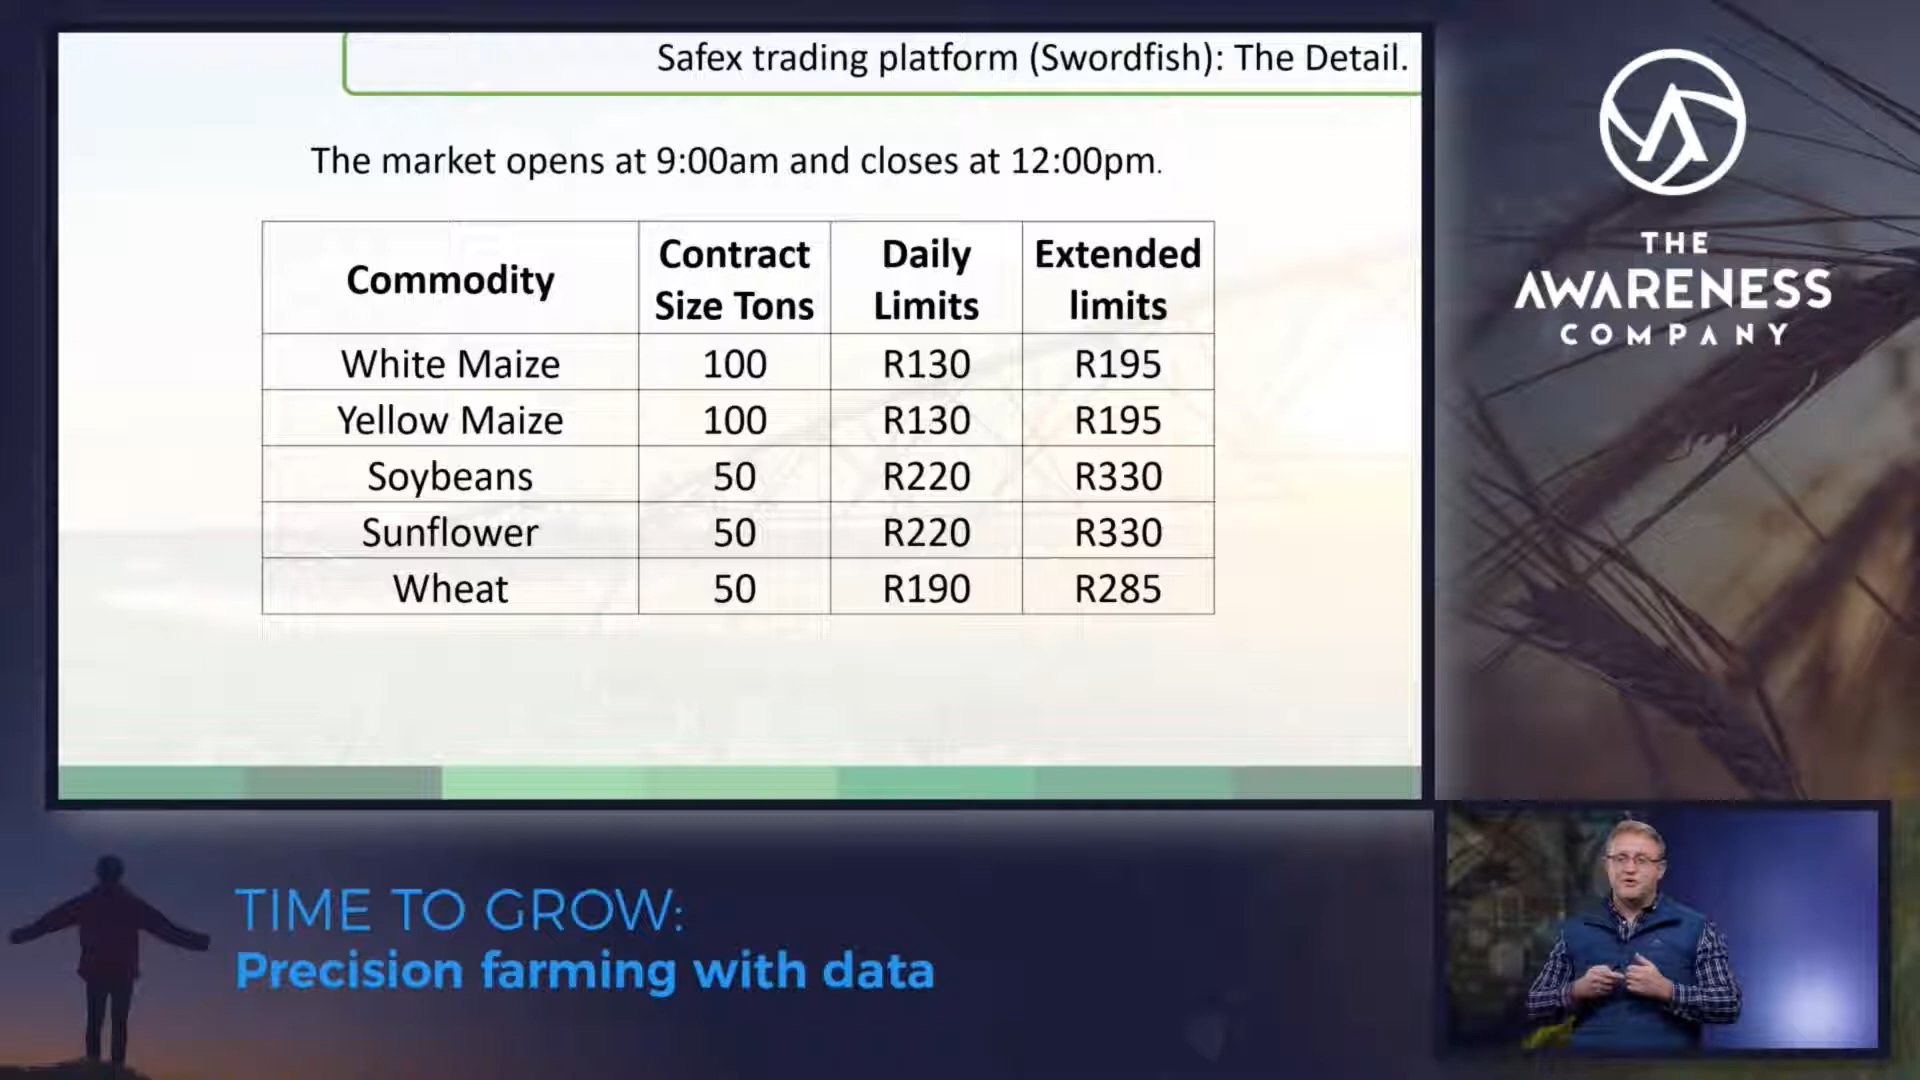 Safex trading platform (Swordfish): The Detail.
The market opens at 9:00am and closes at 12:00pm.
Commodity Contract Size Tons Daily Limits Extended limits
White Maize 100 R130 R195
Yellow Maize 100 R130 R195
Soybeans 50 R220 R330
Sunflower 50 R220 R330
Wheat 50 R190 R285
THE
AWARENESS
COMPANY
TIME TO GROW:
Precision farming with data